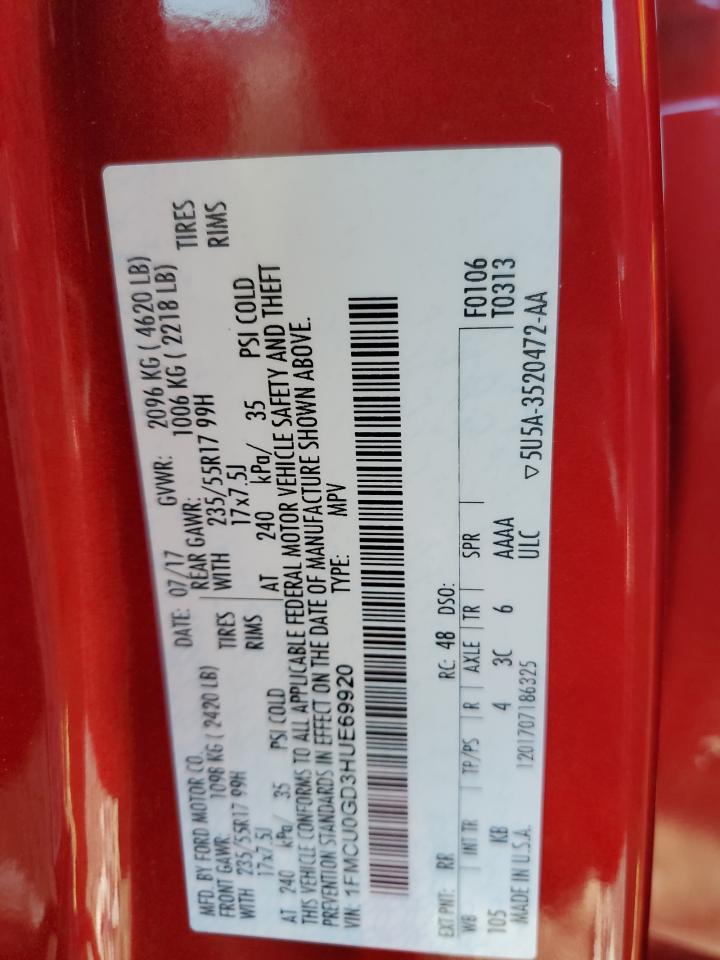 MFD. BY FORD MOTOR CO.
DATE: 07/17 GVWR: 2096 KG ( 4620 LB)
FRONT GAWR: 1098 KG ( 2420 LB) REAR GAWR: 1006 KG ( 2218 LB)
WITH 235/55R17 99H TIRES WITH 235/55R17 99H TIRES
17x7.5J RIMS 17x7.5J RIMS
AT 240 kPa/ 35 PSI COLD AT 240 kPa/ 35 PSI COLD
THIS VEHICLE CONFORMS TO ALL APPLICABLE FEDERAL MOTOR VEHICLE SAFETY AND THEFT
PREVENTION STANDARDS IN EFFECT ON THE DATE OF MANUFACTURE SHOWN ABOVE.
VIN: 1FMCU0GD3HUE69920 TYPE: MPV
EXT PNT: RR RC: 48 DSO:
WB INT TR TP/PS R AXLE TR SPR F0106
105 KB 4 3C 6 AAAA T0313
MADE IN U.S.A. 1201707186325 ULC
▽5U5A-3520472-AA